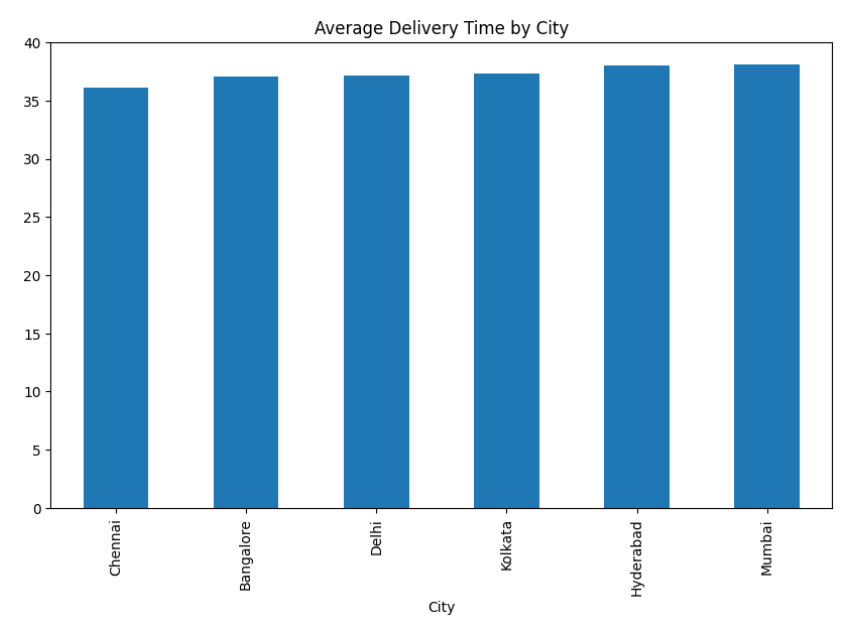 Average Delivery Time by City
40
35
30
25
20
15
10
5
0
Chennai
Bangalore
Delhi
Kolkata
Hyderabad
Mumbai
City